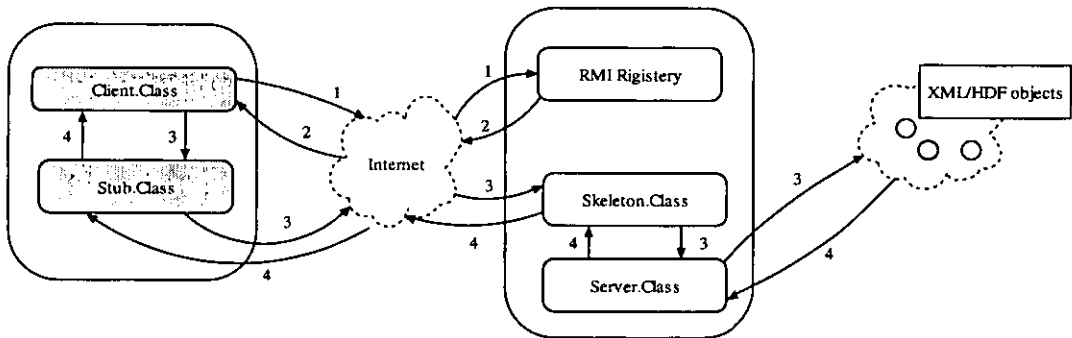 Client.Class
4
3
Stub.Class
1
2
3
4
Internet
1
2
3
4
RMI Rigistery
Skeleton.Class
4
3
Server.Class
3
4
XML/HDF objects